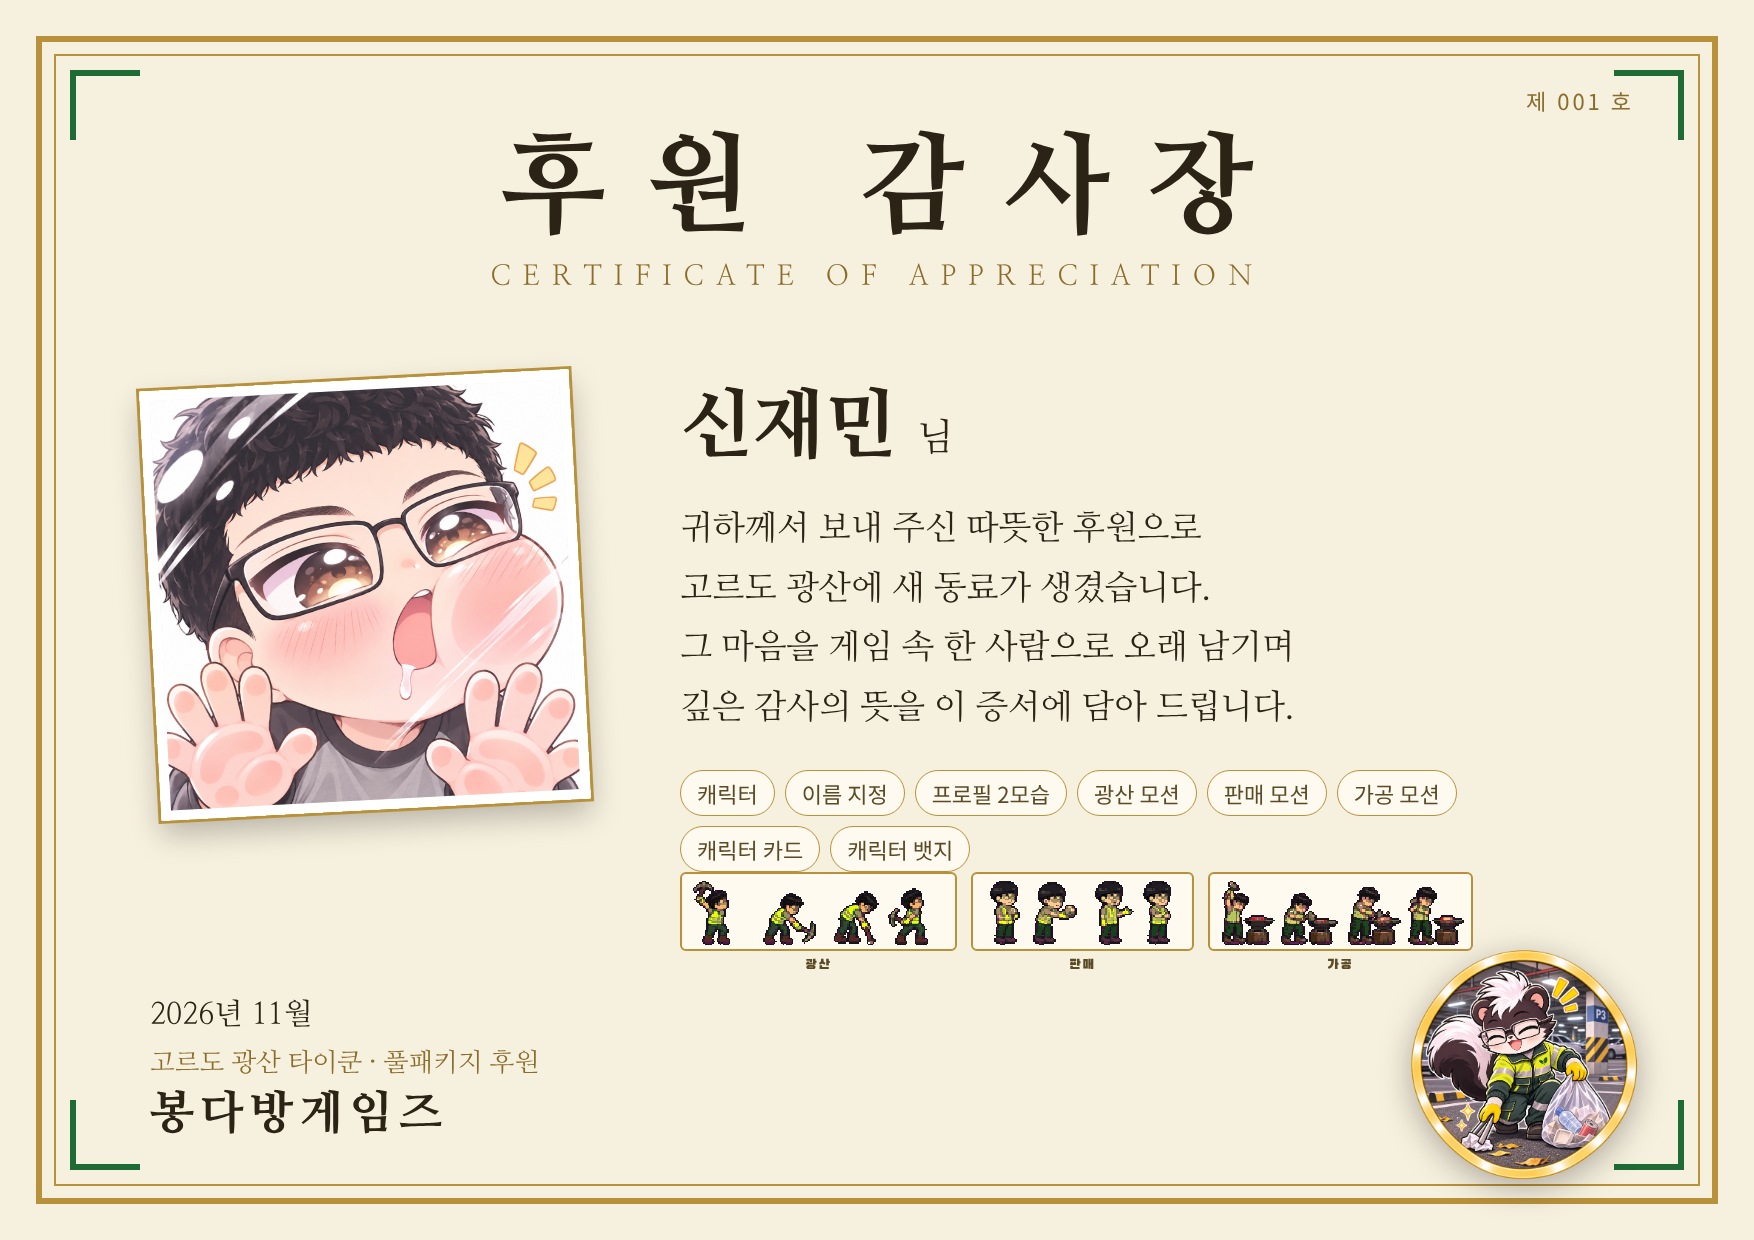 제 001 호
후원 감사장
CERTIFICATE OF APPRECIATION
신재민 님
귀하께서 보내 주신 따뜻한 후원으로
고르도 광산에 새 동료가 생겼습니다.
그 마음을 게임 속 한 사람으로 오래 남기며
깊은 감사의 뜻을 이 증서에 담아 드립니다.
캐릭터 이름 지정 프로필 2모습 광산 모션 판매 모션 가공 모션
캐릭터 카드 캐릭터 뱃지
광산 판매 가공
P3
2026년 11월
고르도 광산 타이쿤 · 풀패키지 후원
봉다방게임즈